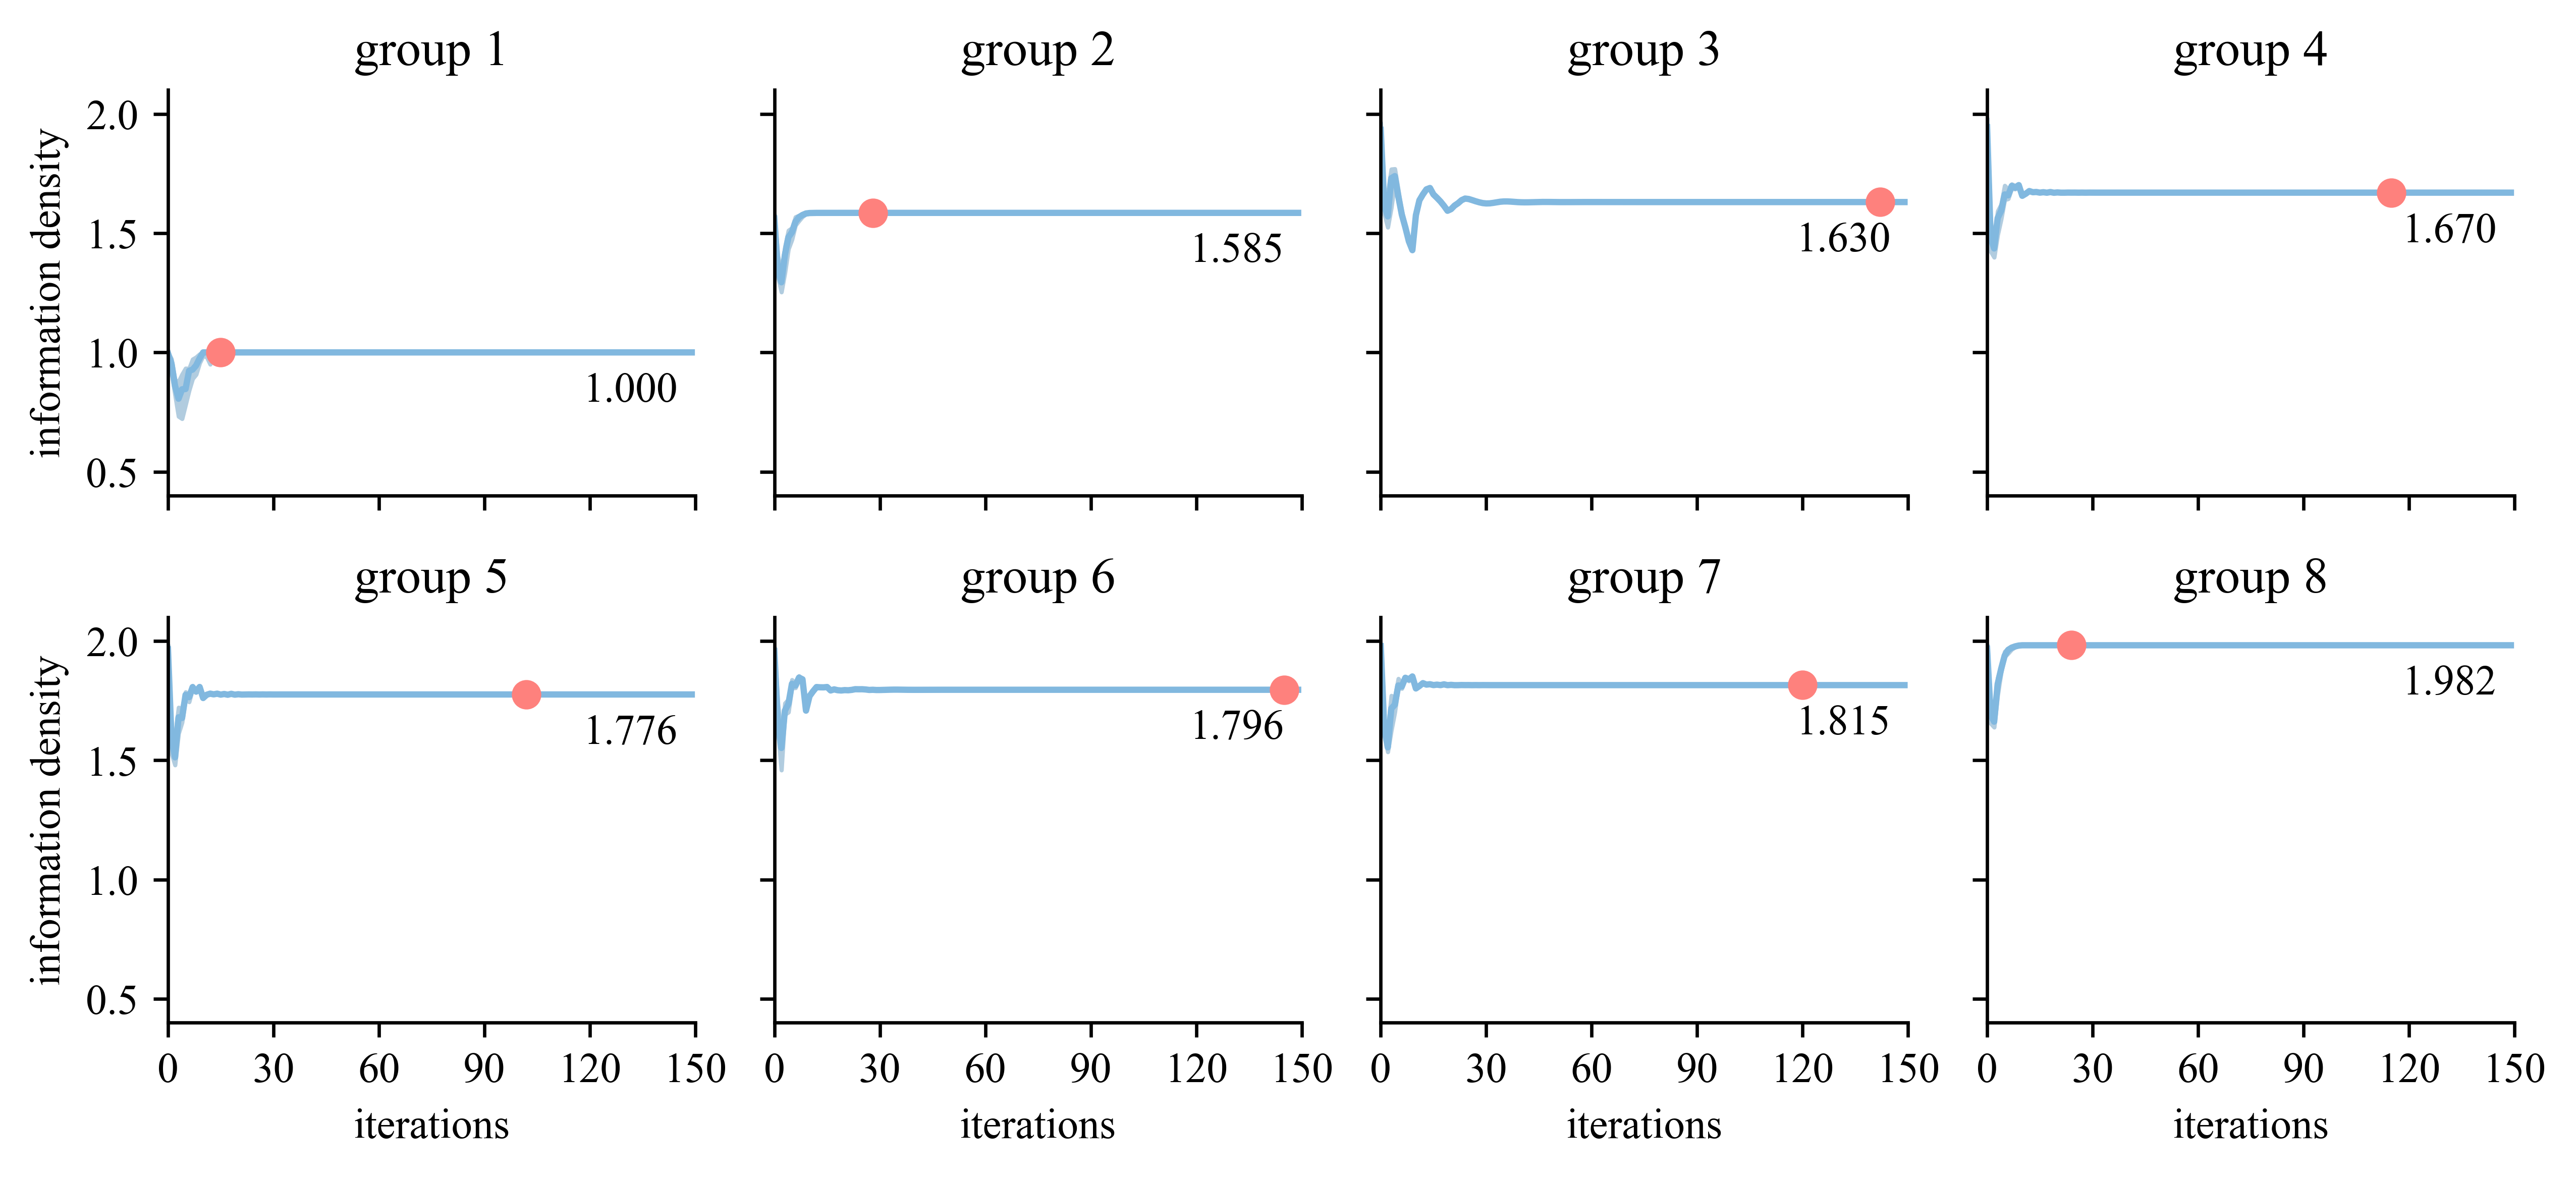 group 1
group 2
group 3
group 4
information density
2.0
1.5
1.0
0.5
1.000
1.585
1.630
1.670
group 5
group 6
group 7
group 8
information density
2.0
1.5
1.0
0.5
1.776
1.796
1.815
1.982
0 30 60 90 120 150
0 30 60 90 120 150
0 30 60 90 120 150
0 30 60 90 120 150
iterations
iterations
iterations
iterations